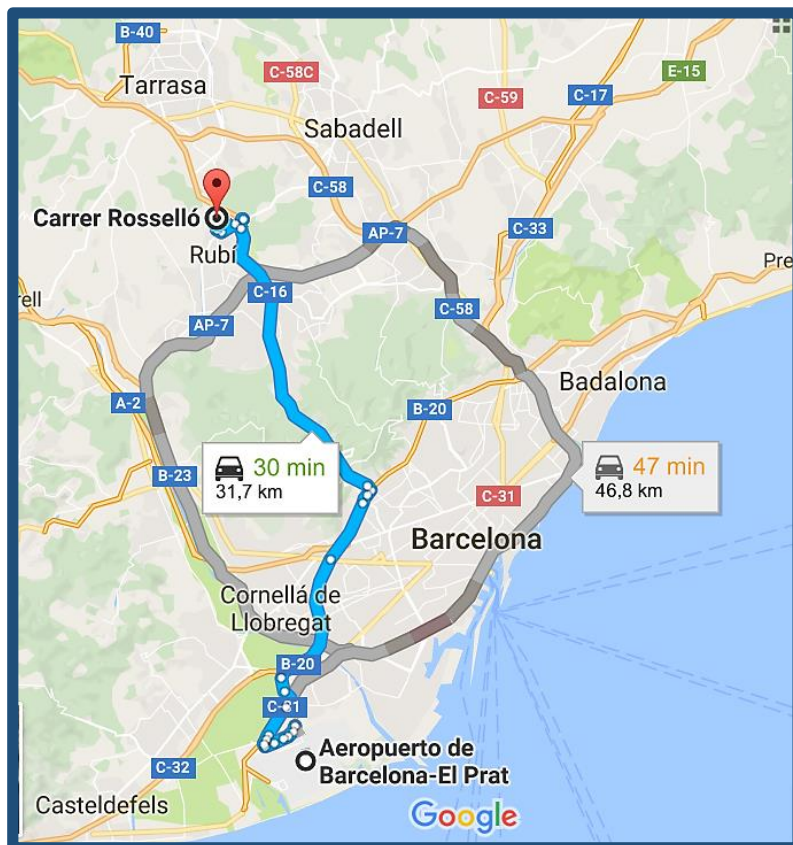 B-40
Tarrasa
C-58C
E-15
C-59
C-17
Sabadell
C-58
Carrer Rosselló
Rubí
AP-7
C-33
Pre
C-16
rell
AP-7
C-58
A-2
Badalona
B-20
30 min
31,7 km
47 min
46,8 km
B-23
C-31
Barcelona
Cornellá de
Llobregat
B-20
C-31
Aeropuerto de
Barcelona-El Prat
C-32
Casteldefels
Google